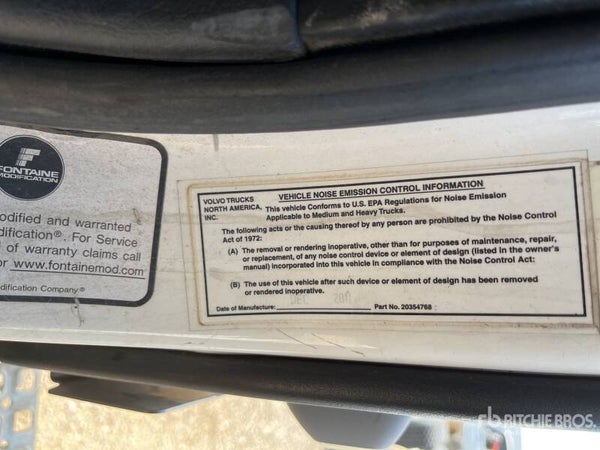 FONTAINE
MODIFICATION
odified and warranted
dification®. For Service
of warranty claims call
or www.fontainemod.com
dification Company®
VOLVO TRUCKS
NORTH AMERICA,
INC.
VEHICLE NOISE EMISSION CONTROL INFORMATION
This vehicle Conforms to U.S. EPA Regulations for Noise Emission
Applicable to Medium and Heavy Trucks.
The following acts or the causing thereof by any person are prohibited by the Noise Control
Act of 1972:
(A) The removal or rendering inoperative, other than for purposes of maintenance, repair,
or replacement, of any noise control device or element of design (listed in the owner's
manual) incorporated into this vehicle in compliance with the Noise Control Act:
(B) The use of this vehicle after such device or element of design has been removed
or rendered inoperative.
DEC
Date of Manufacture: Part No. 20354768
rb RITCHIE BROS.